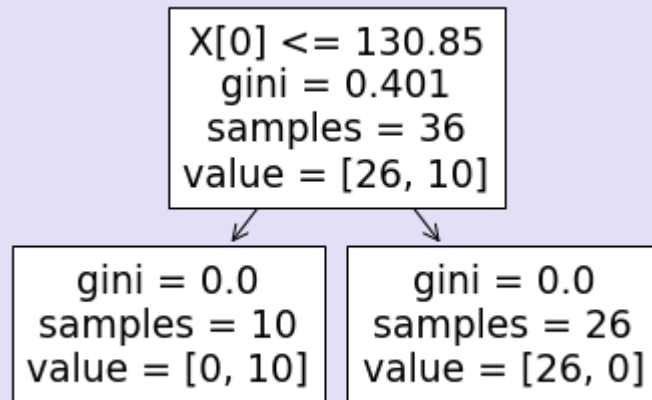 X[0] <= 130.85
gini = 0.401
samples = 36
value = [26, 10]
gini = 0.0
samples = 10
value = [0, 10]
gini = 0.0
samples = 26
value = [26, 0]